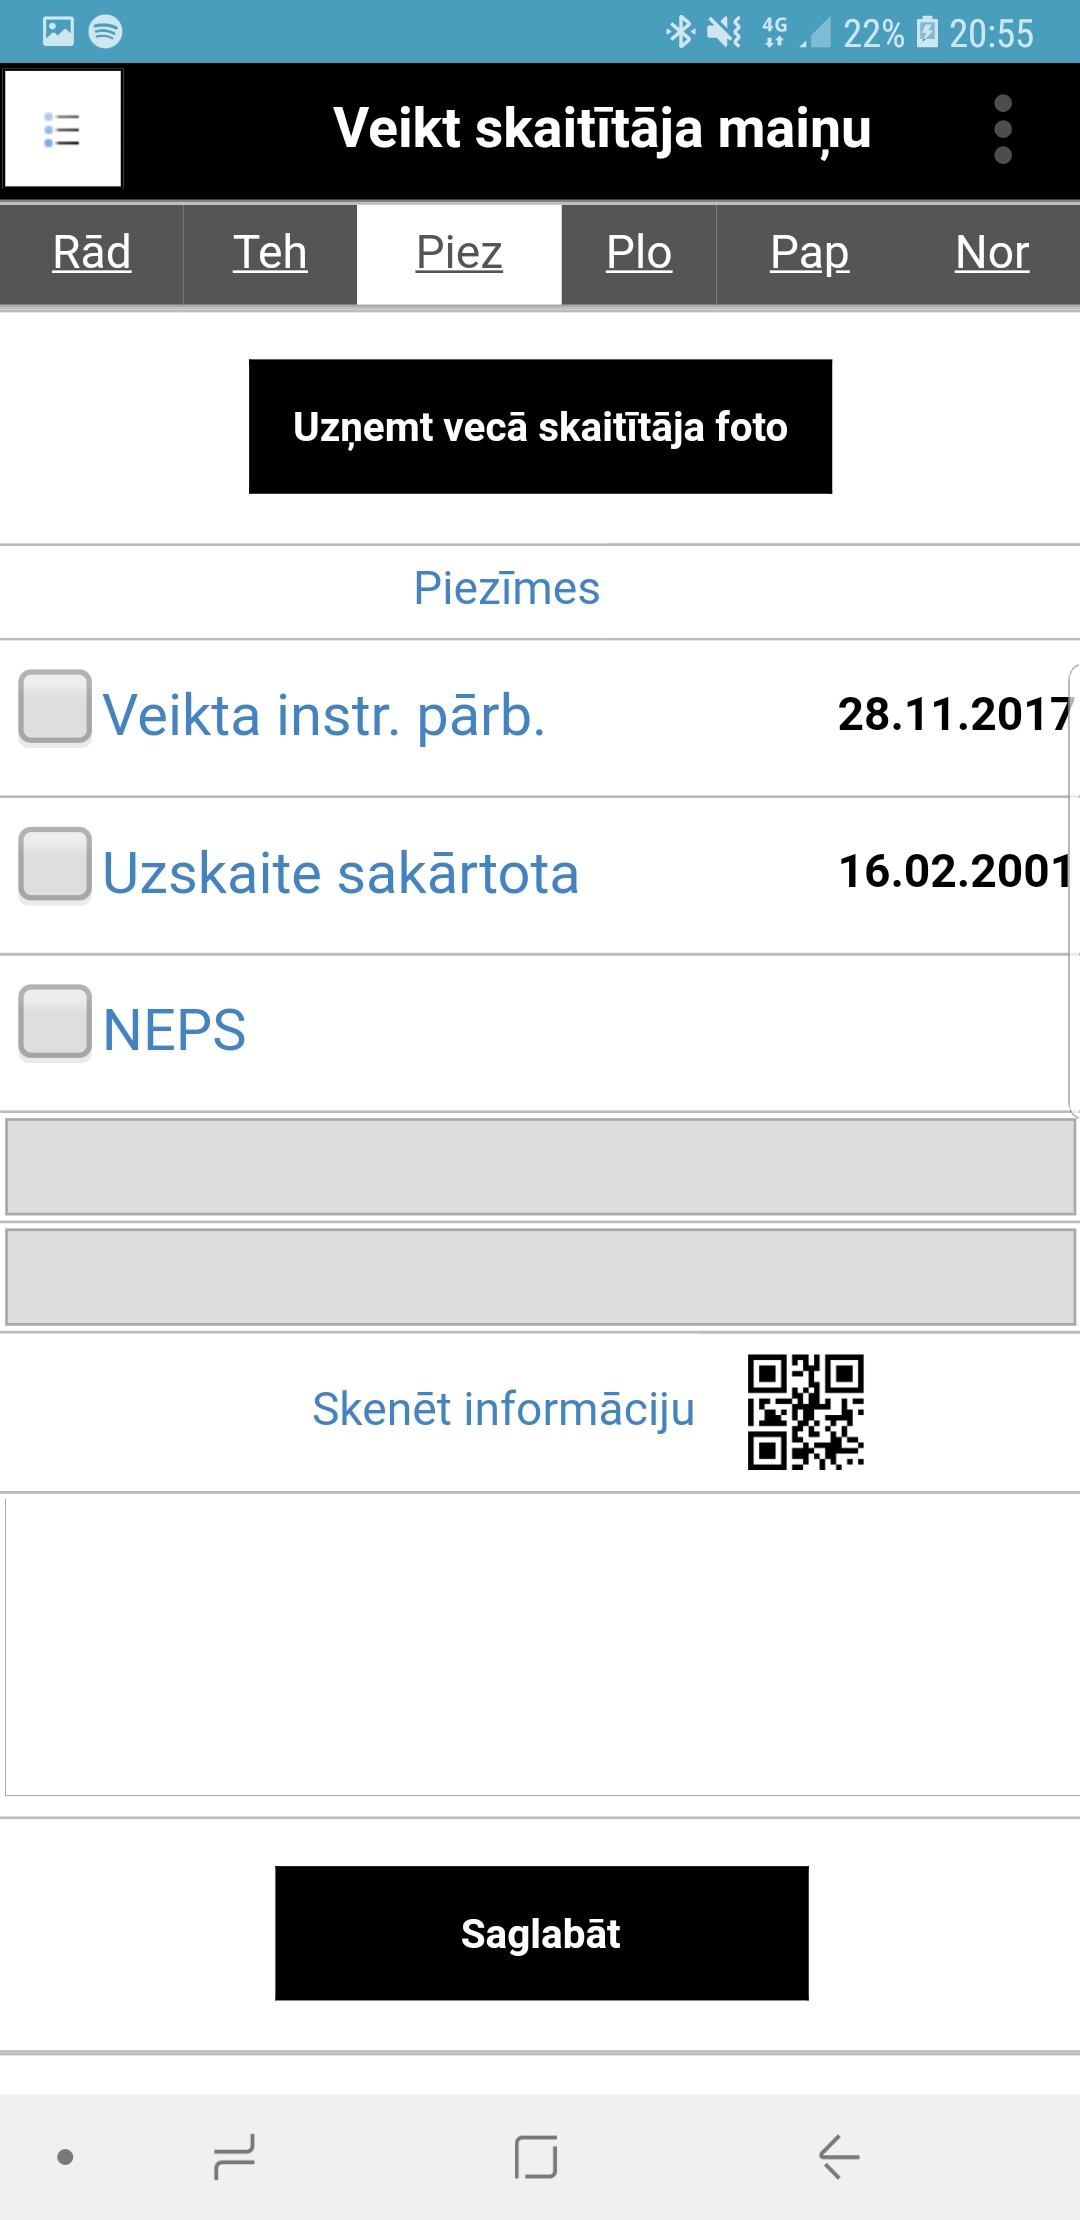 4G 22% 20:55
Veikt skaitītāja maiņu
Rād Teh Piez Plo Pap Nor
Uzņemt vecā skaitītāja foto
Piezīmes
Veikta instr. pārb. 28.11.2017
Uzskaite sakārtota 16.02.2001
NEPS
Skenēt informāciju
Saglabāt